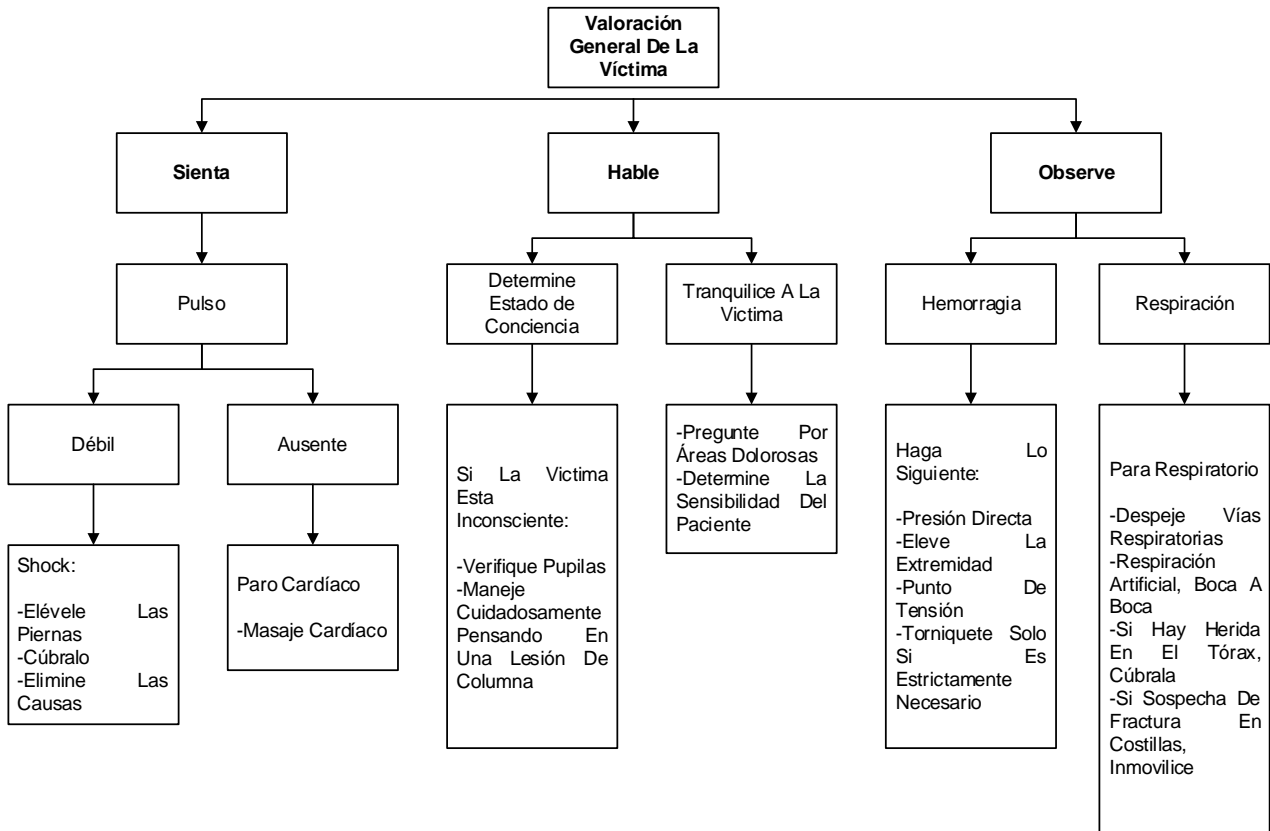 Valoración
General De La
Víctima
Sienta
Hable
Observe
Pulso
Determine
Estado de
Conciencia
Tranquilice A La
Victima
Hemorragia
Respiración
Débil
Ausente
Si La Victima
Esta
Inconsciente:
-Verifique Pupilas
-Maneje
Cuidadosamente
Pensando En
Una Lesión De
Columna
-Pregunte Por
Áreas Dolorosas
-Determine La
Sensibilidad Del
Paciente
Haga Lo
Siguiente:
-Presión Directa
-Eleve La
Extremidad
-Punto De
Tensión
-Torniquete Solo
Si Es
Estrictamente
Necesario
Para Respiratorio
-Despeje Vías
Respiratorias
-Respiración
Artificial, Boca A
Boca
-Si Hay Herida
En El Tórax,
Cúbrala
-Si Sospecha De
Fractura En
Costillas,
Inmovilice
Shock:
-Elévele Las
Piernas
-Cúbralo
-Elimine Las
Causas
Paro Cardíaco
-Masaje Cardíaco